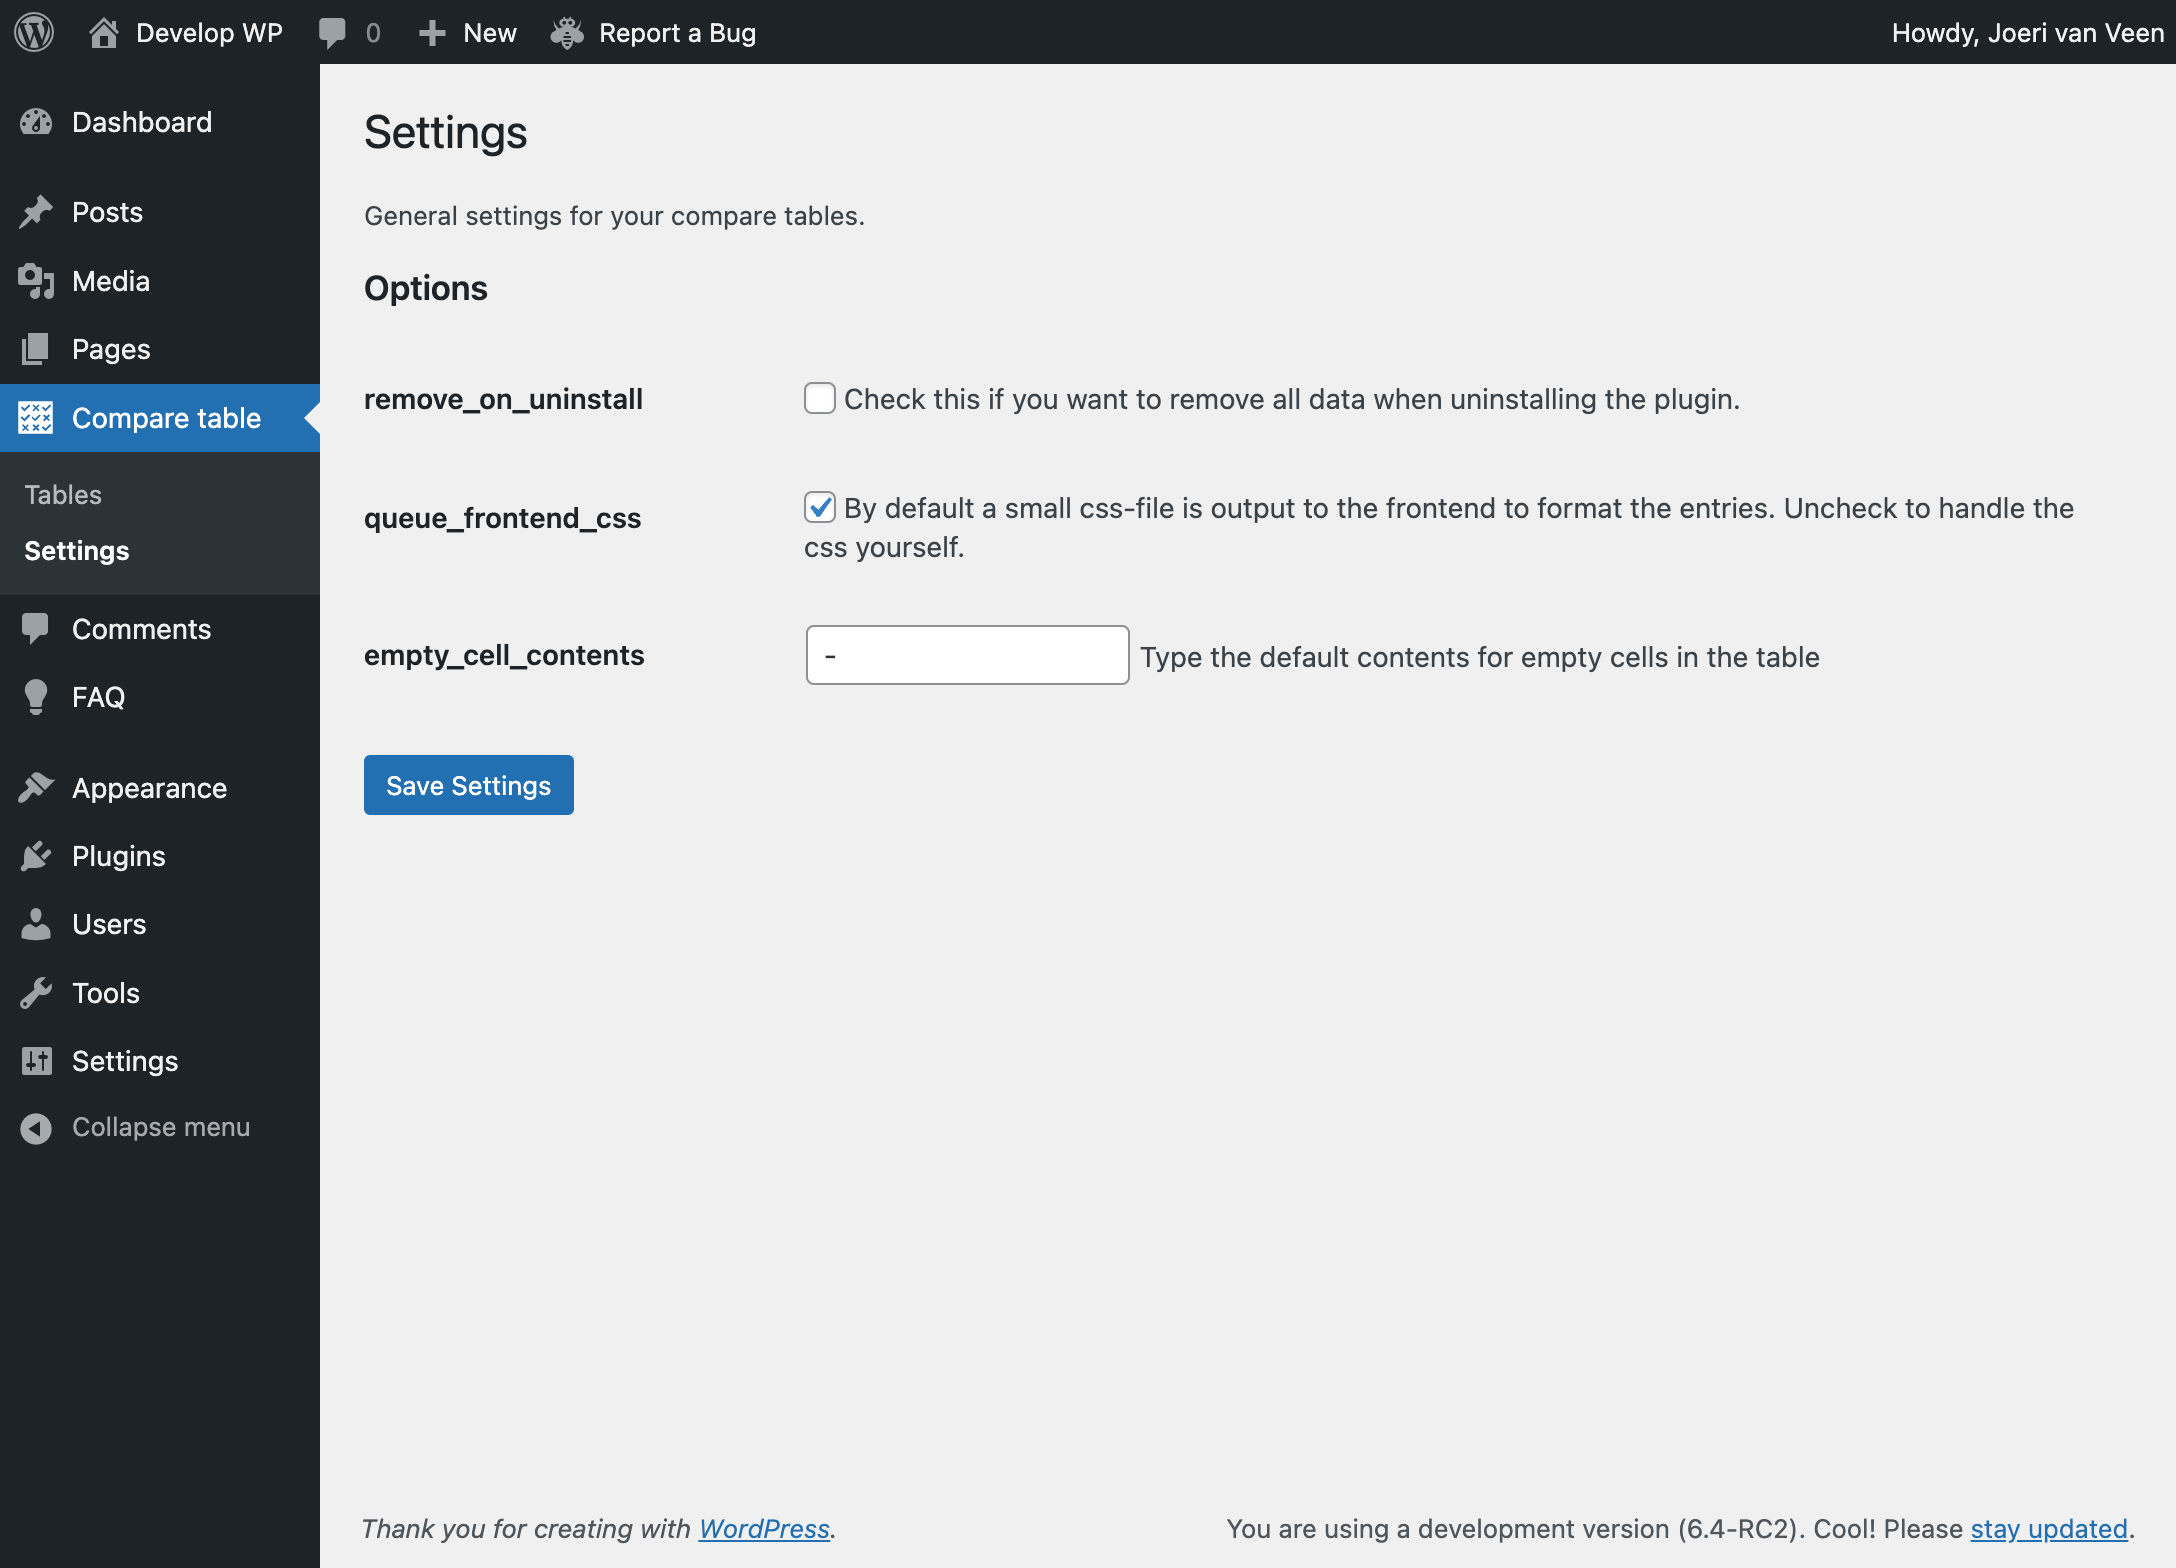 Develop WP 0 New Report a Bug Howdy, Joeri van Veen
Dashboard
Posts
Media
Pages
Compare table
Tables
Settings
Comments
FAQ
Appearance
Plugins
Users
Tools
Settings
Collapse menu
Settings
General settings for your compare tables.
Options
remove_on_uninstall Check this if you want to remove all data when uninstalling the plugin.
queue_frontend_css By default a small css-file is output to the frontend to format the entries. Uncheck to handle the
css yourself.
empty_cell_contents - Type the default contents for empty cells in the table
Save Settings
Thank you for creating with WordPress. You are using a development version (6.4-RC2). Cool! Please stay updated.